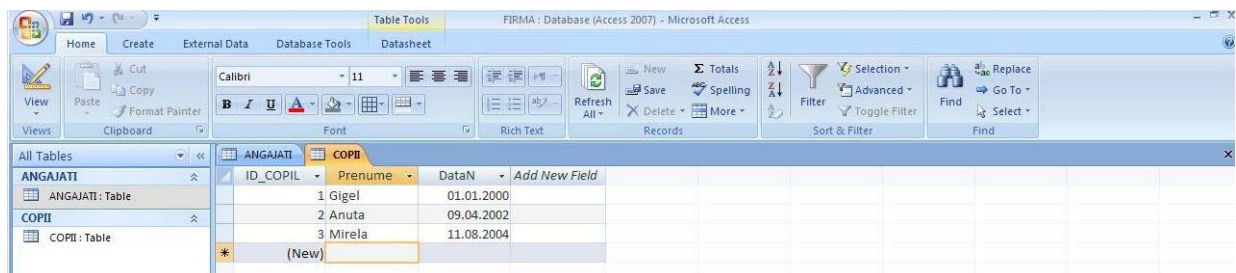 Table Tools FIRMA : Database (Access 2007) - Microsoft Access
Home Create External Data Database Tools Datasheet
View Paste Cut Copy Format Painter
Calibri 11
B I U A
Refresh All New Save Delete Totals Spelling More
Filter Selection Advanced Toggle Filter
Find Replace Go To Select
Views Clipboard Font Rich Text Records Sort & Filter Find
All Tables ANGAJATI COPII
ANGAJATI ID_COPIL Prenume DataN Add New Field
ANGAJATI : Table 1 Gigel 01.01.2000
COPII 2 Anuta 09.04.2002
COPII : Table 3 Mirela 11.08.2004
(New)